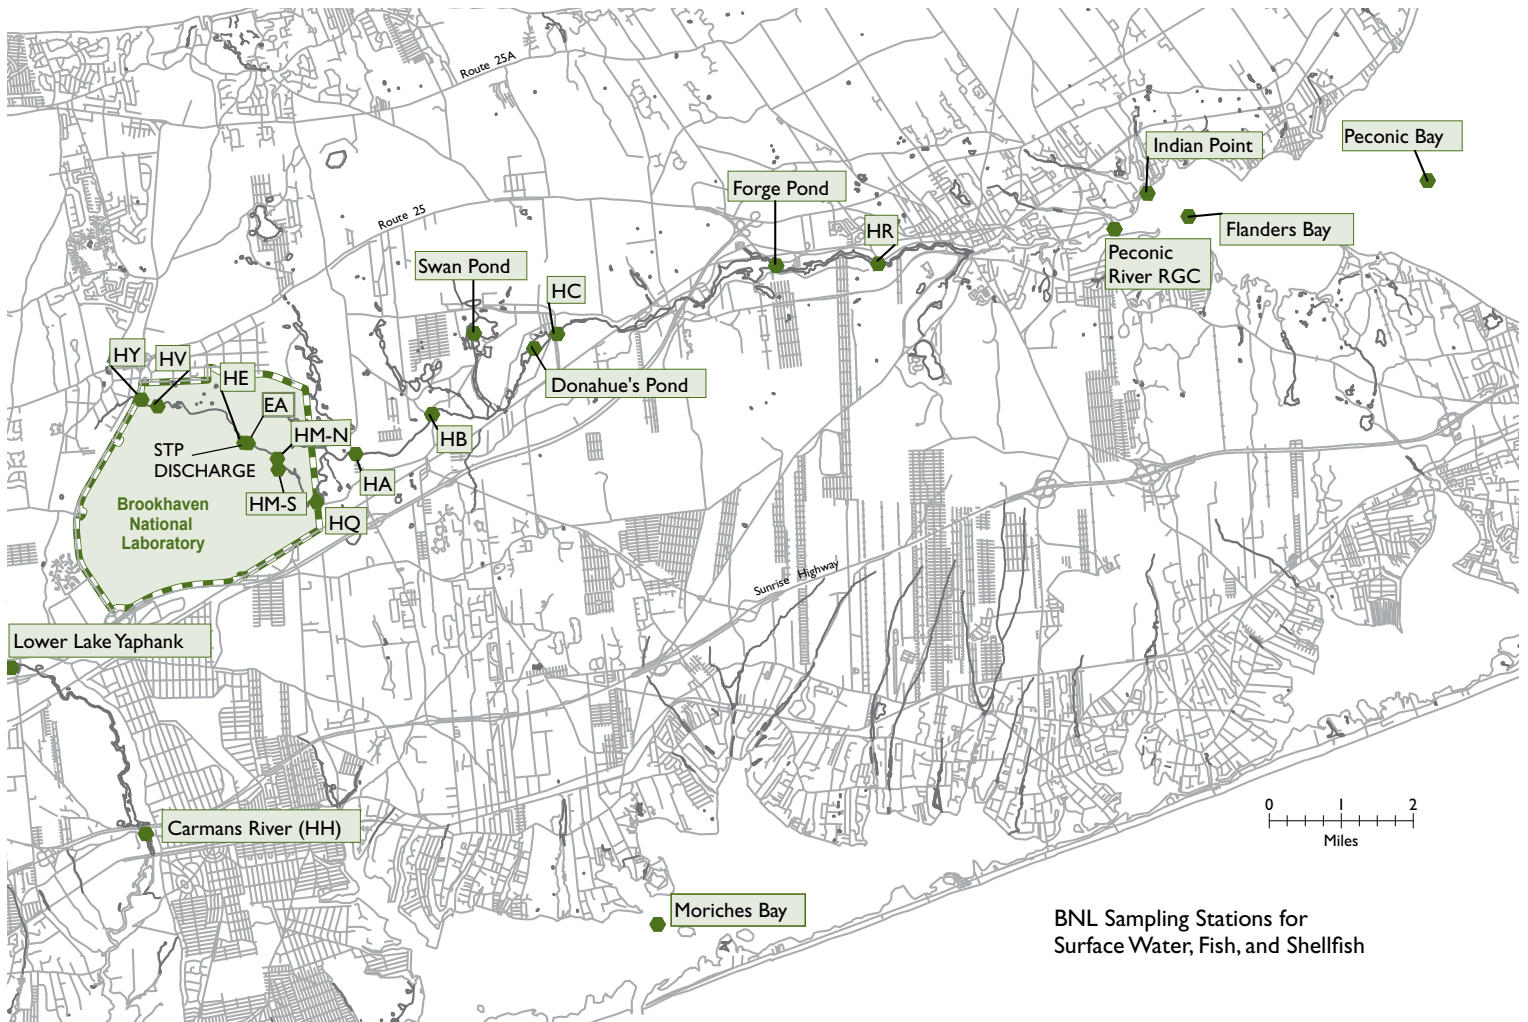 Route 25A
Peconic Bay
Indian Point
Forge Pond
Route 25
HR
Flanders Bay
Peconic
River RGC
Swan Pond
HC
HY
HV
HE
Donahue's Pond
EA
HM-N
STP
DISCHARGE
HB
HA
HM-S
Brookhaven
National
Laboratory
HQ
Sunrise Highway
Lower Lake Yaphank
0 1 2
Miles
Carmans River (HH)
Moriches Bay
BNL Sampling Stations for
Surface Water, Fish, and Shellfish